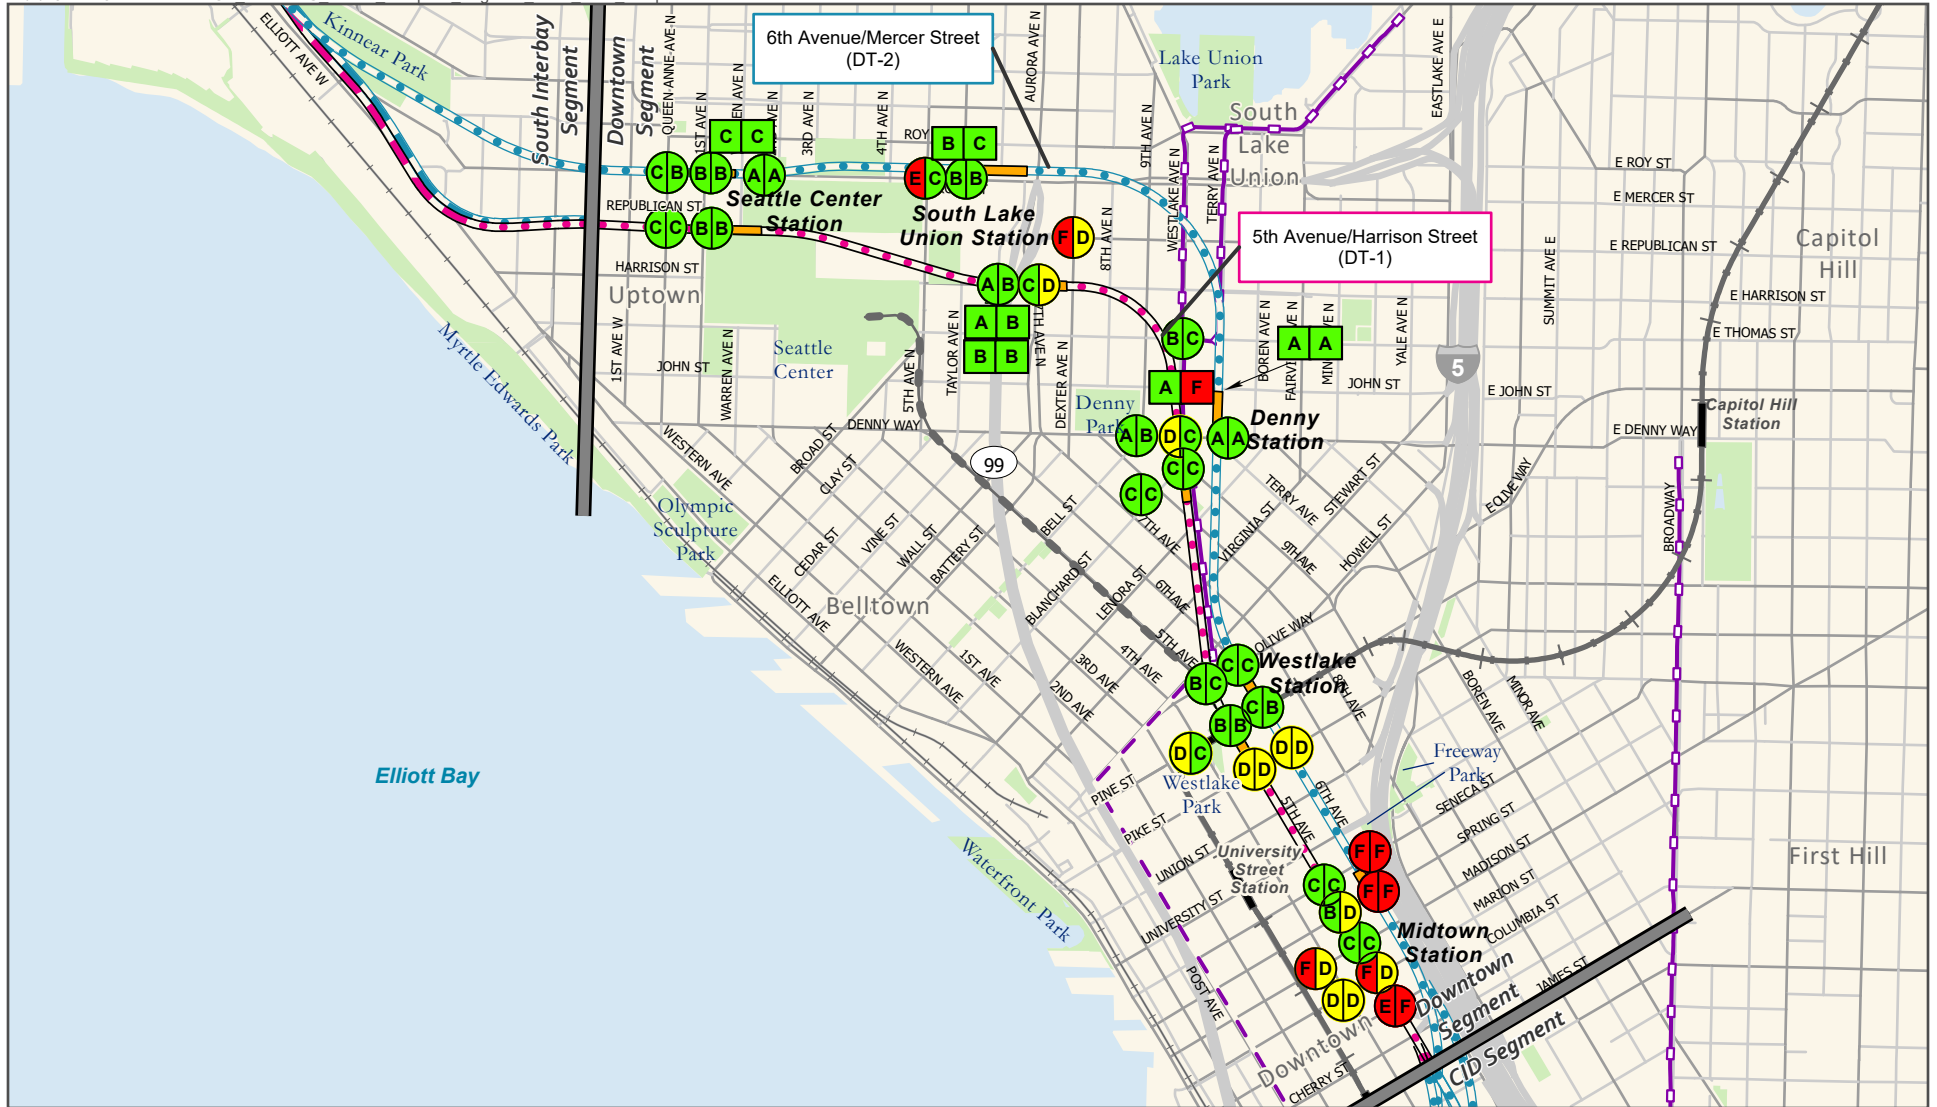 Kinnear Park
ELLIOTT AVE W
South Interbay
Segment
Downtown
Segment
QUEEN ANNE AVE N
1ST AVE N
3RD AVE N
4TH AVE N
6th Avenue/Mercer Street
(DT-2)
AURORA AVE N
Lake Union
Park
South
Lake
Union
EASTLAKE AVE E
9TH AVE N
WESTLAKE AVE N
TERRY AVE N
8TH AVE N
ROY
C C
B C
C B
B B
A A
E C
B B
Seattle Center
Station
South Lake
Union Station
F D
REPUBLICAN ST
C C
B B
HARRISON ST
Uptown
5th Avenue/Harrison Street
(DT-1)
E ROY ST
E MERCER ST
E REPUBLICAN ST
E HARRISON ST
E THOMAS ST
Capitol
Hill
SUMMIT AVE E
A B
C D
A B
B B
7TH AVE N
TAYLOR AVE N
5TH AVE N
DEXTER AVE N
1ST AVE W
JOHN ST
WARREN AVE N
Seattle
Center
B C
BOREN AVE N
A A
YALE AVE N
5
JOHN ST
E JOHN ST
A F
Denny
Park
Denny
Station
A B
D C
A A
C C
C C
E DENNY WAY
Capitol Hill
Station
BROADWAY
Myrtle Edwards Park
DENNY WAY
WESTERN AVE
BROAD ST
CLAY ST
99
Olympic
Sculpture
Park
CEDAR ST
VINE ST
WALL ST
BATTERY ST
BELL ST
BLANCHARD ST
LENORA ST
7TH AVE
VIRGINIA ST
TERRY AVE
STEWART ST
9TH AVE
HOWELL ST
E OLIVE WAY
6TH AVE
5TH AVE
4TH AVE
3RD AVE
2ND AVE
1ST AVE
WESTERN AVE
ELLIOTT AVE
Belltown
OLIVE WAY
C C
Westlake
Station
B C
C B
B B
D C
D D
D D
8TH AVE
BOREN AVE
MINOR AVE
Westlake
Park
Freeway
Park
Elliott Bay
PINE ST
PIKE ST
UNION ST
UNIVERSITY ST
5TH AVE
6TH AVE
SENECA ST
SPRING ST
MADISON ST
MARION ST
COLUMBIA ST
JAMES ST
CHERRY ST
First Hill
University
Street
Station
F F
C C
F F
B D
C C
Midtown
Station
F D
F D
D D
E F
Waterfront Park
POST AVE
Downtown
Downtown
Segment
CID Segment